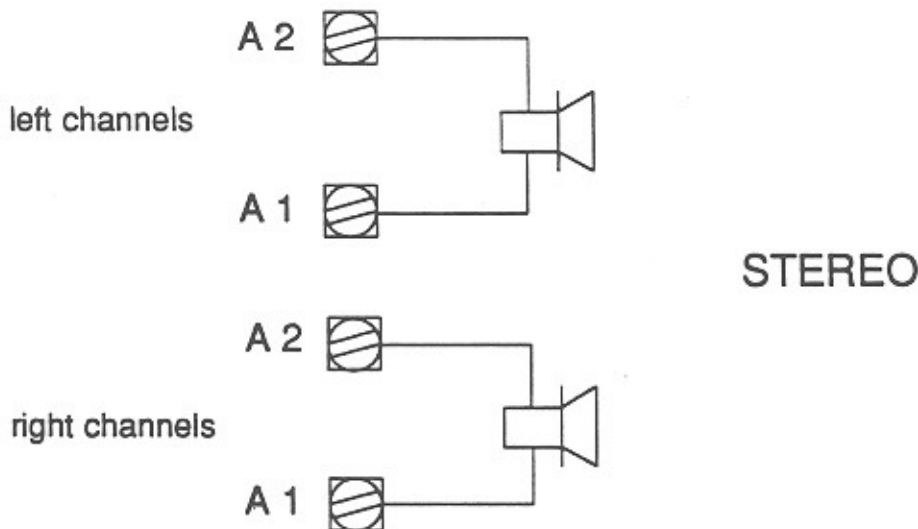 A 2
left channels
A 1
STEREO
A 2
right channels
A 1